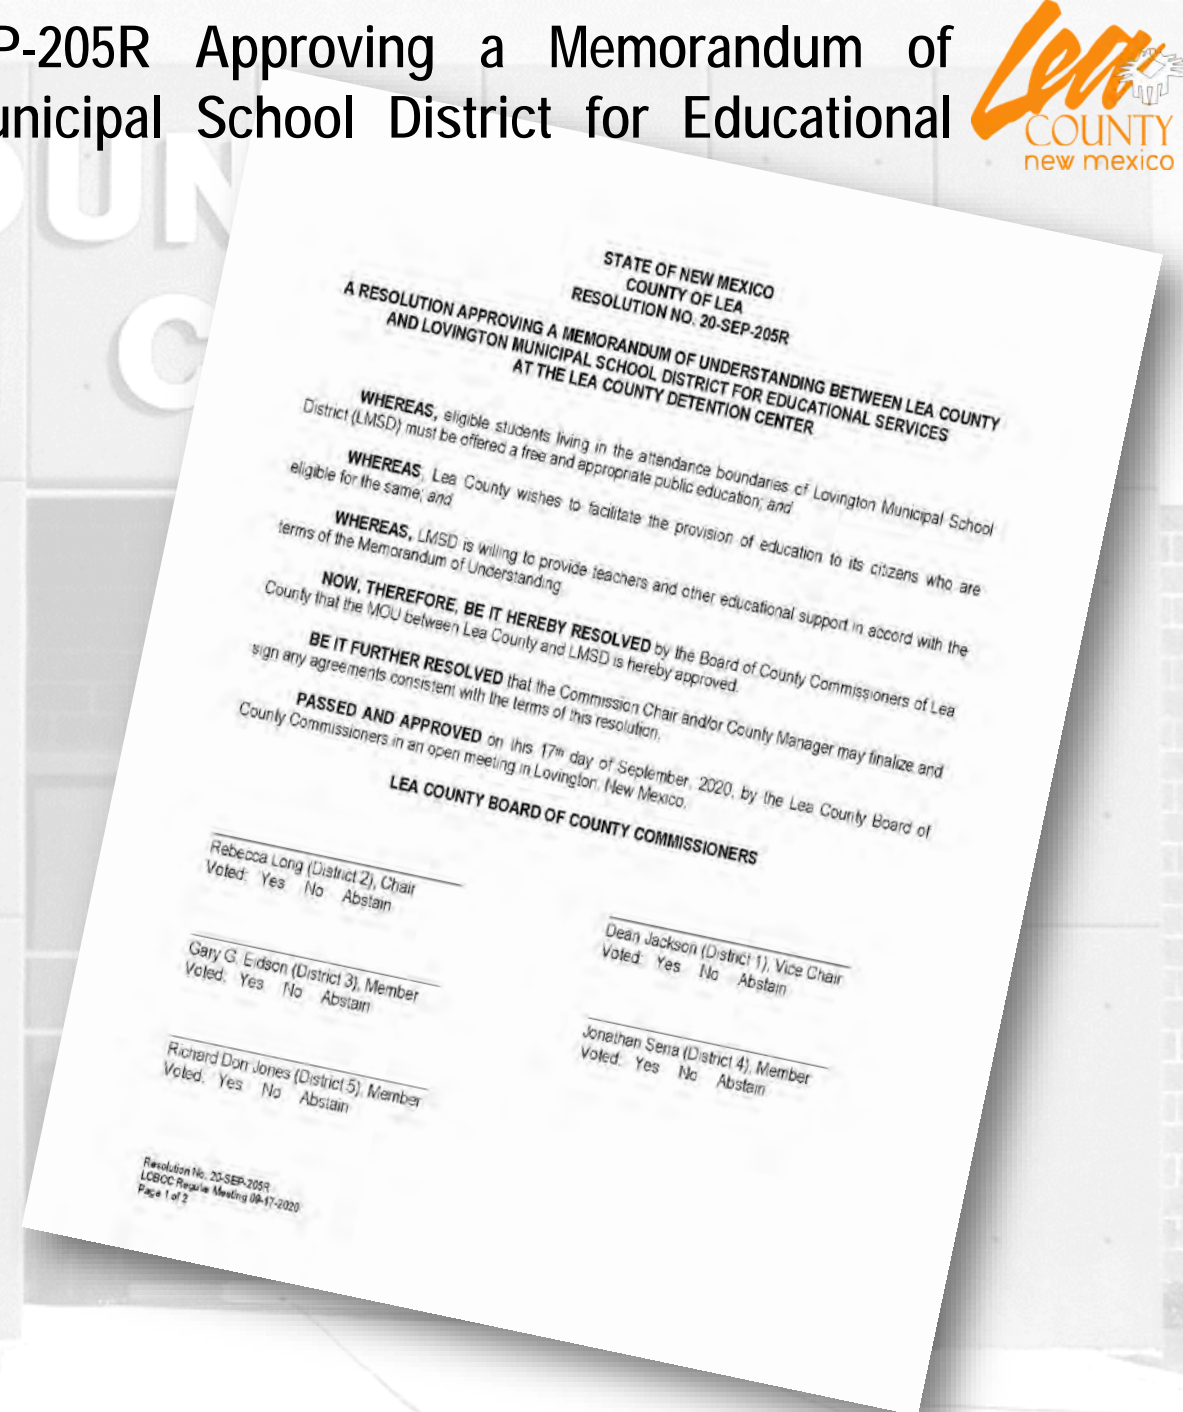 P-205R Approving a Memorandum of
unicipal School District for Educational
Lea
COUNTY
new mexico
OUN
C
STATE OF NEW MEXICO
COUNTY OF LEA
RESOLUTION NO. 20-SEP-205R
A RESOLUTION APPROVING A MEMORANDUM OF UNDERSTANDING BETWEEN LEA COUNTY
AND LOVINGTON MUNICIPAL SCHOOL DISTRICT FOR EDUCATIONAL SERVICES
AT THE LEA COUNTY DETENTION CENTER
WHEREAS, eligible students living in the attendance boundaries of Lovington Municipal School
District (LMSD) must be offered a free and appropriate public education; and
WHEREAS, Lea County wishes to facilitate the provision of education to its citizens who are
eligible for the same; and
WHEREAS, LMSD is willing to provide teachers and other educational support in accord with the
terms of the Memorandum of Understanding.
NOW, THEREFORE, BE IT HEREBY RESOLVED by the Board of County Commissioners of Lea
County that the MOU between Lea County and LMSD is hereby approved.
BE IT FURTHER RESOLVED that the Commission Chair and/or County Manager may finalize and
sign any agreements consistent with the terms of this resolution.
PASSED AND APPROVED on this 17th day of September, 2020, by the Lea County Board of
County Commissioners in an open meeting in Lovington, New Mexico.
LEA COUNTY BOARD OF COUNTY COMMISSIONERS
Rebecca Long (District 2), Chair
Voted: Yes No Abstain
Dean Jackson (District 1), Vice Chair
Voted: Yes No Abstain
Gary G. Eidson (District 3), Member
Voted: Yes No Abstain
Jonathan Sena (District 4), Member
Voted: Yes No Abstain
Richard Don Jones (District 5), Member
Voted: Yes No Abstain
Resolution No. 20-SEP-205R
LCBCC Regular Meeting 09-17-2020
Page 1 of 2